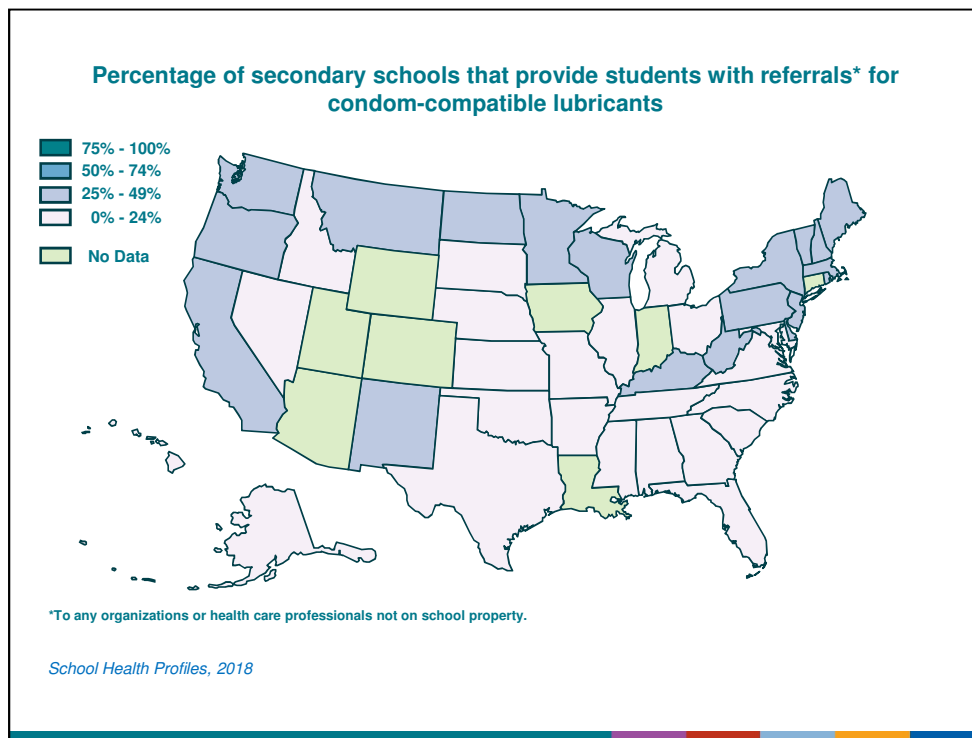 Percentage of secondary schools that provide students with referrals* for
condom-compatible lubricants
75% - 100%
50% - 74%
25% - 49%
0% - 24%
No Data
*To any organizations or health care professionals not on school property.
School Health Profiles, 2018